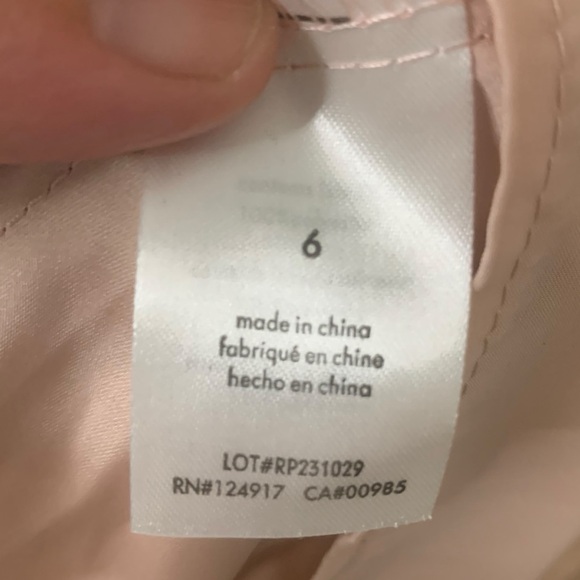 6
made in china
fabriqué en chine
hecho en china
LOT#RP231029
RN#124917 CA#00985